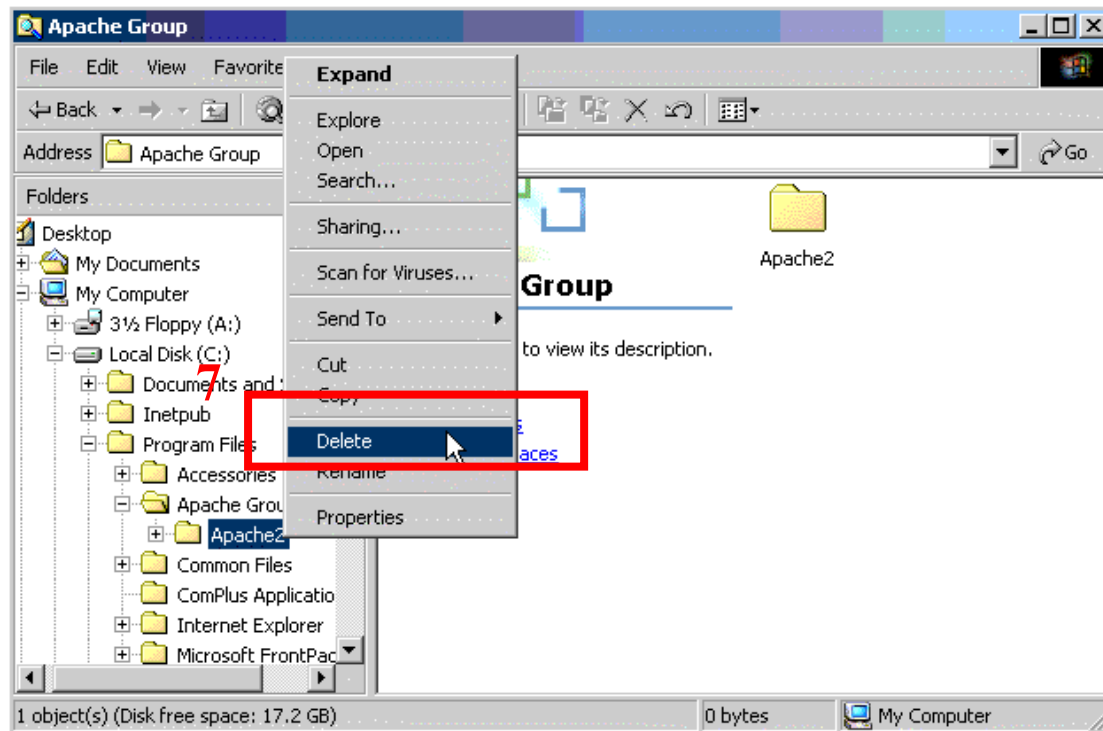 Apache Group
File Edit View Favorite
Back
Address Apache Group Go
Folders
Desktop
My Documents
My Computer
3½ Floppy (A:)
Local Disk (C:)
Documents and
Inetpub
Program Files
Accessories
Apache Grou
Apache2
Common Files
ComPlus Applicatio
Internet Explorer
Microsoft FrontPac
7
Expand
Explore
Open
Search...
Sharing...
Scan for Viruses...
Send To
Cut
Copy
Delete
Rename
Properties
Apache2
Group
to view its description.
s
aces
1 object(s) (Disk free space: 17.2 GB) 0 bytes My Computer